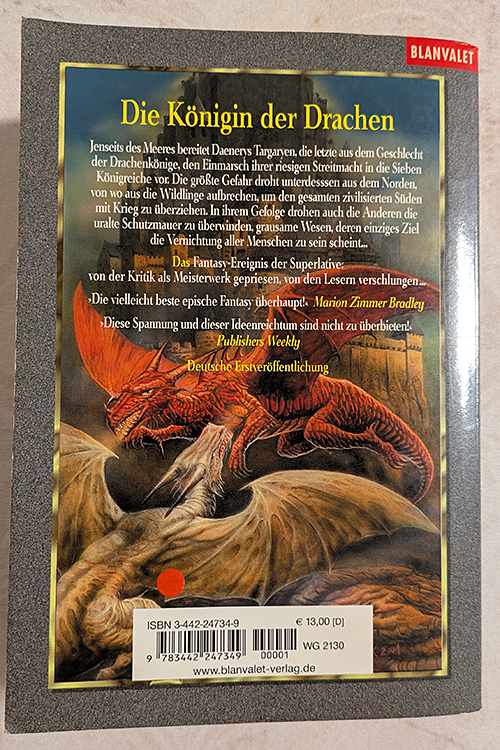 BLANVALET
Die Königin der Drachen
Jenseits des Meeres bereitet Daenerys Targaryen, die letzte aus dem Geschlecht
der Drachenkönige, den Einmarsch ihrer riesigen Streitmacht in die Sieben
Königreiche vor. Die größte Gefahr droht unterdesssen aus dem Norden,
von wo aus die Wildlinge aufbrechen, um den gesamten zivilisierten Süden
mit Krieg zu überziehen. In ihrem Gefolge drohen auch die Anderen die
uralte Schutzmauer zu überwinden, grausame Wesen, deren einziges Ziel
die Vernichtung aller Menschen zu sein scheint...
Das Fantasy-Ereignis der Superlative:
von der Kritik als Meisterwerk gepriesen, von den Lesern verschlungen...
›Die vielleicht beste epische Fantasy überhaupt!‹ Marion Zimmer Bradley
›Diese Spannung und dieser Ideenreichtum sind nicht zu überbieten!‹
Publishers Weekly
Deutsche Erstveröffentlichung
ISBN 3-442-24734-9 € 13,00 [D]
WG 2130
9 783442 247349 00001
www.blanvalet-verlag.de